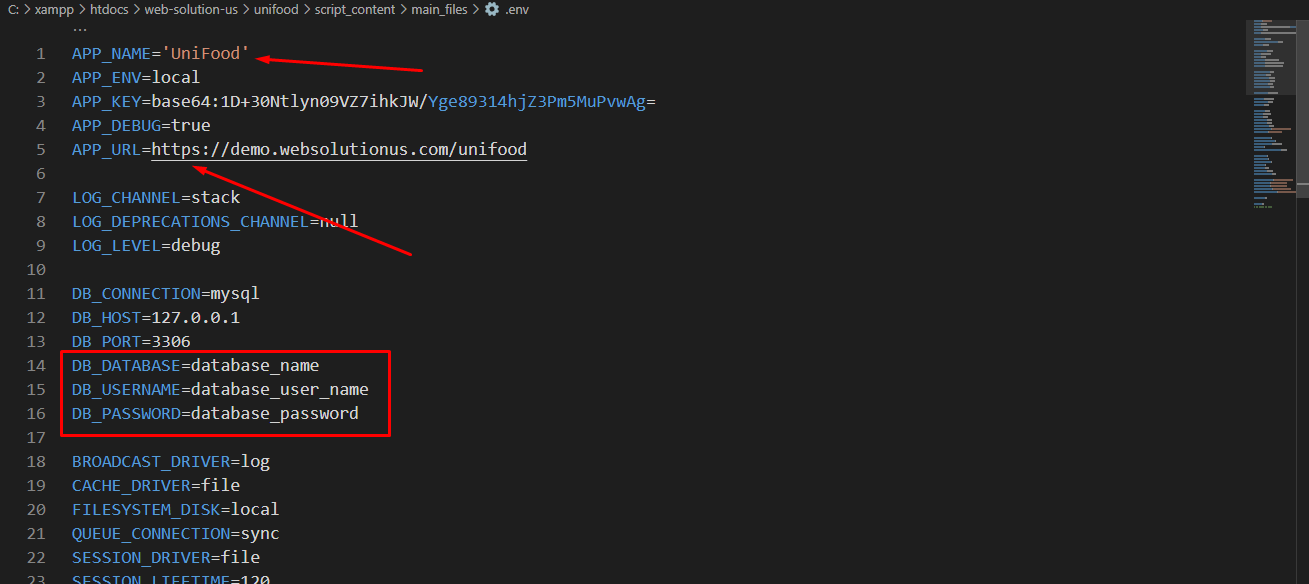 C: > xampp > htdocs > web-solution-us > unifood > script_content > main_files > .env
...
1 APP_NAME='UniFood'
2 APP_ENV=local
3 APP_KEY=base64:1D+30Ntlyn09VZ7ihkJW/Yge89314hjZ3Pm5MuPvwAg=
4 APP_DEBUG=true
5 APP_URL=https://demo.websolutionus.com/unifood
6
7 LOG_CHANNEL=stack
8 LOG_DEPRECATIONS_CHANNEL=null
9 LOG_LEVEL=debug
10
11 DB_CONNECTION=mysql
12 DB_HOST=127.0.0.1
13 DB_PORT=3306
14 DB_DATABASE=database_name
15 DB_USERNAME=database_user_name
16 DB_PASSWORD=database_password
17
18 BROADCAST_DRIVER=log
19 CACHE_DRIVER=file
20 FILESYSTEM_DISK=local
21 QUEUE_CONNECTION=sync
22 SESSION_DRIVER=file
23 SESSION_LIFETIME=120